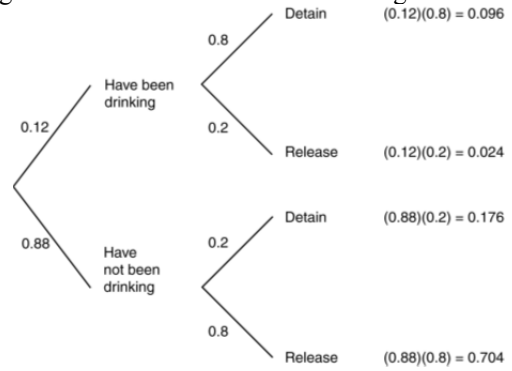 Detain (0.12)(0.8) = 0.096
0.8
Have been
drinking
0.12
0.2
Release (0.12)(0.2) = 0.024
Detain (0.88)(0.2) = 0.176
0.88
0.2
Have
not been
drinking
0.8
Release (0.88)(0.8) = 0.704